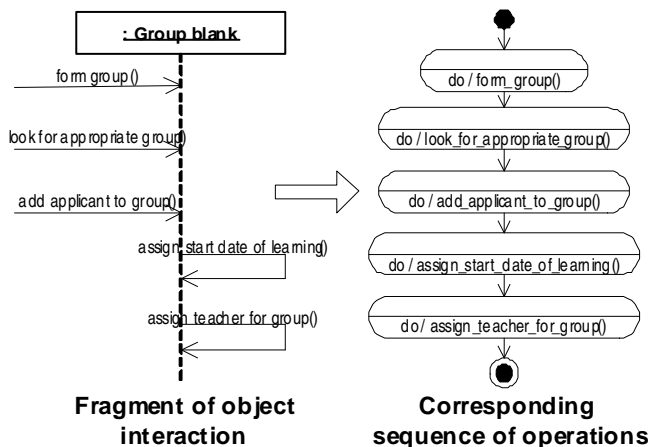 : Group blank
form group()
look for appropriate group()
add applicant to group()
assign start date of learning()
assign teacher for group()
Fragment of object
interaction
do / form_group()
do / look_for_appropriate_group()
do / add_applicant_to_group()
do / assign_start_date_of_learning()
do / assign_teacher_for_group()
Corresponding
sequence of operations